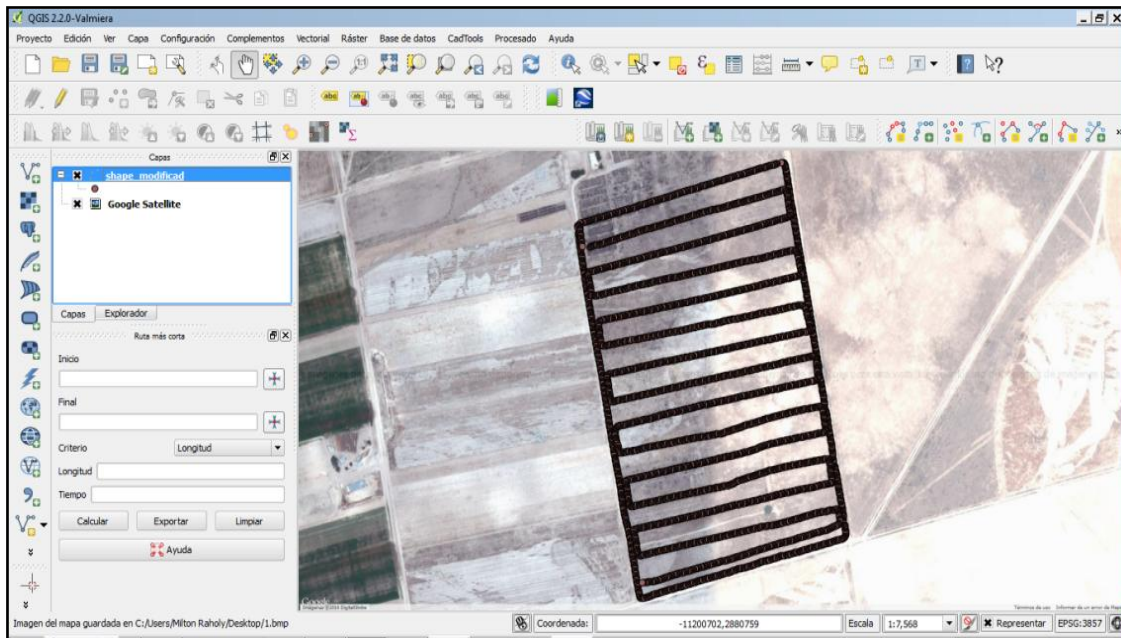 QGIS 2.2.0-Valmiera
Proyecto Edición Ver Capa Configuración Complementos Vectorial Ráster Base de datos CadTools Procesado Ayuda
Capas
shape_modificad
Google Satellite
Capas Explorador
Ruta más corta
Inicio
Final
Criterio Longitud
Longitud
Tiempo
Calcular Exportar Limpiar
Ayuda
Imagen del mapa guardada en C:/Users/Milton Raholy/Desktop/1.bmp Coordenada: -11200702,2880759 Escala 1:7,568 Representar EPSG:3857